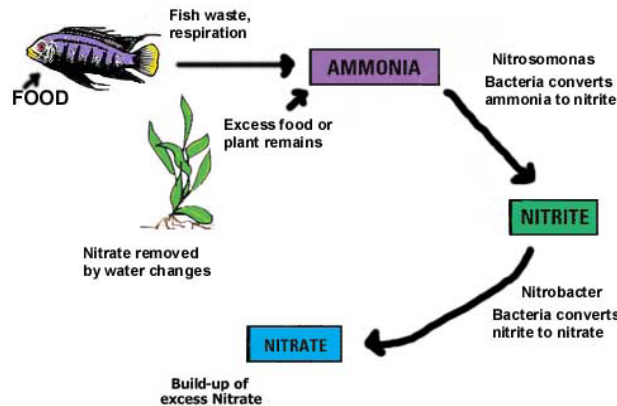 Fish waste,
respiration
FOOD
AMMONIA
Nitrosomonas
Bacteria converts
ammonia to nitrite
Excess food or
plant remains
NITRITE
Nitrate removed
by water changes
Nitrobacter
Bacteria converts
nitrite to nitrate
NITRATE
Build-up of
excess Nitrate